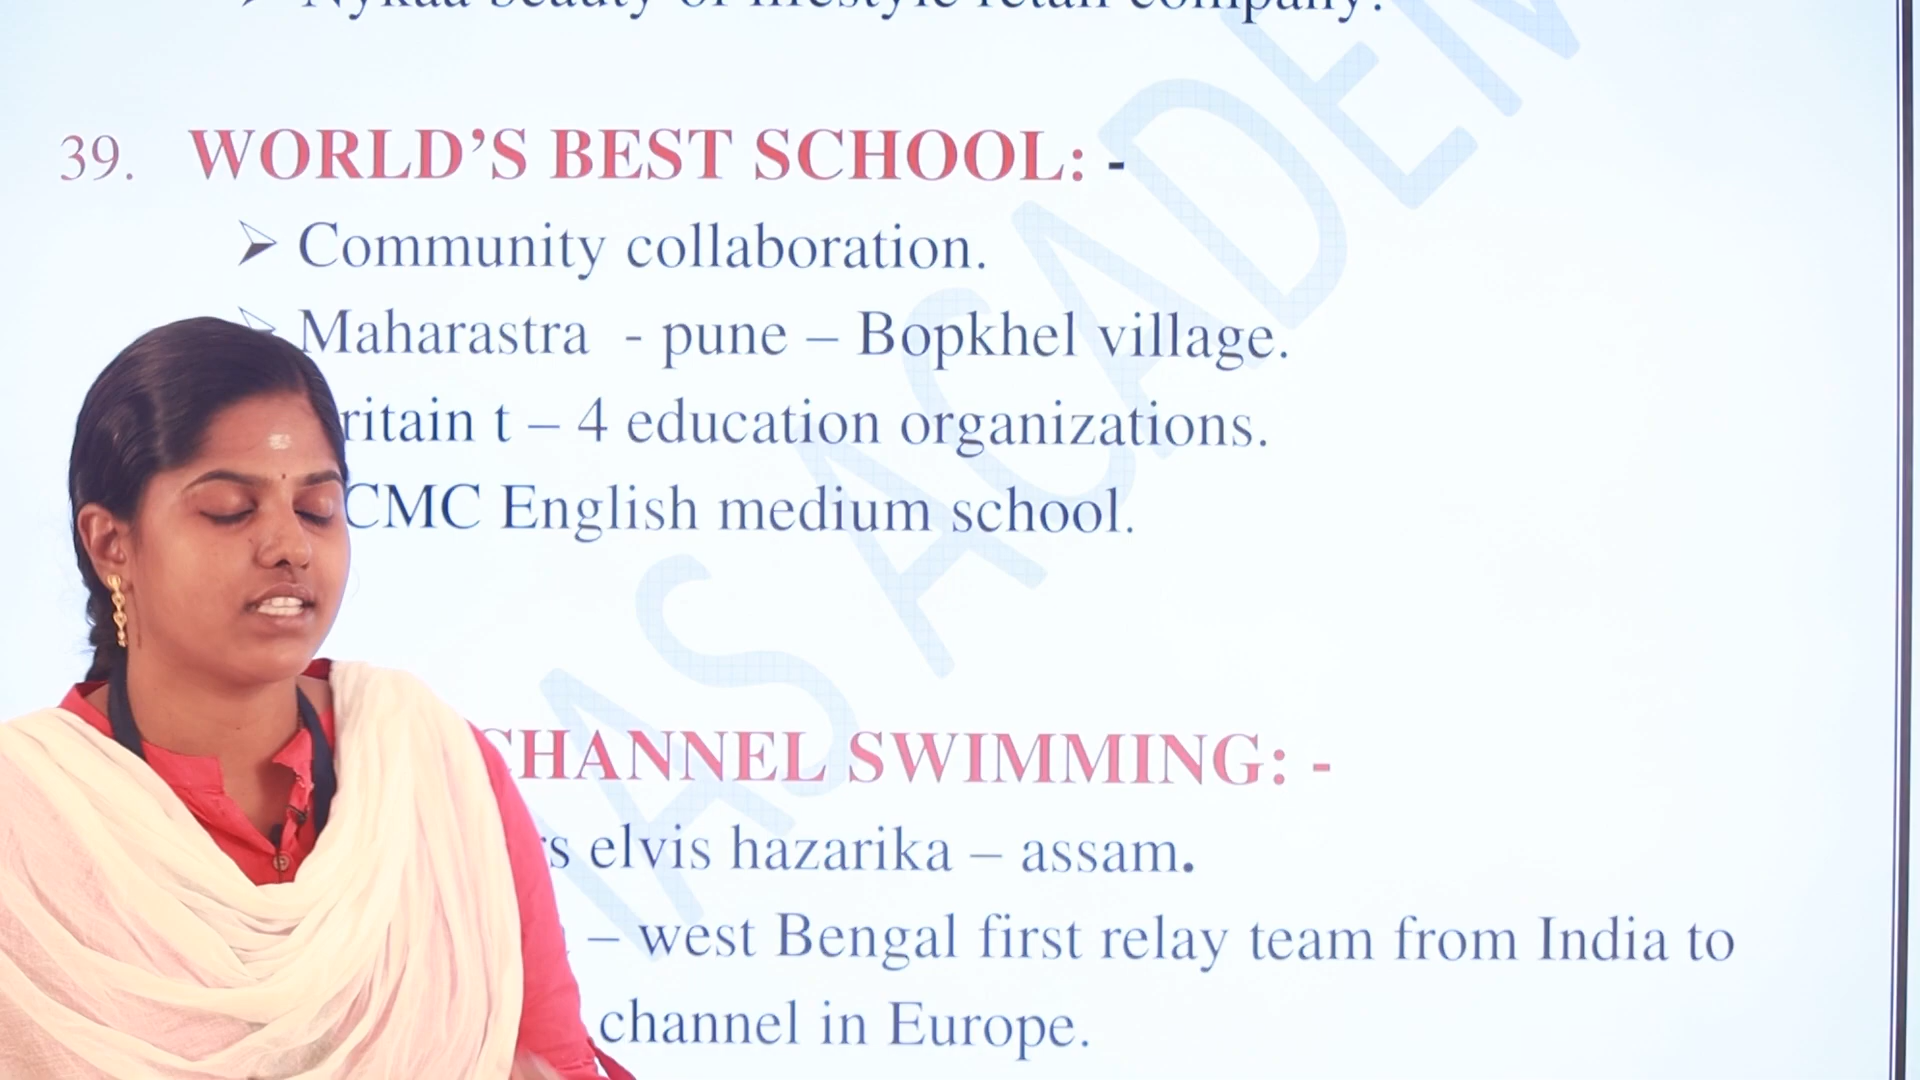 Nykaa beauty or lifestyle retail company.
39. WORLD'S BEST SCHOOL: -
➢ Community collaboration.
➢ Maharastra - pune – Bopkhel village.
ritain t – 4 education organizations.
CMC English medium school.
CHANNEL SWIMMING: -
s elvis hazarika – assam.
– west Bengal first relay team from India to
channel in Europe.
IAS ACADEM